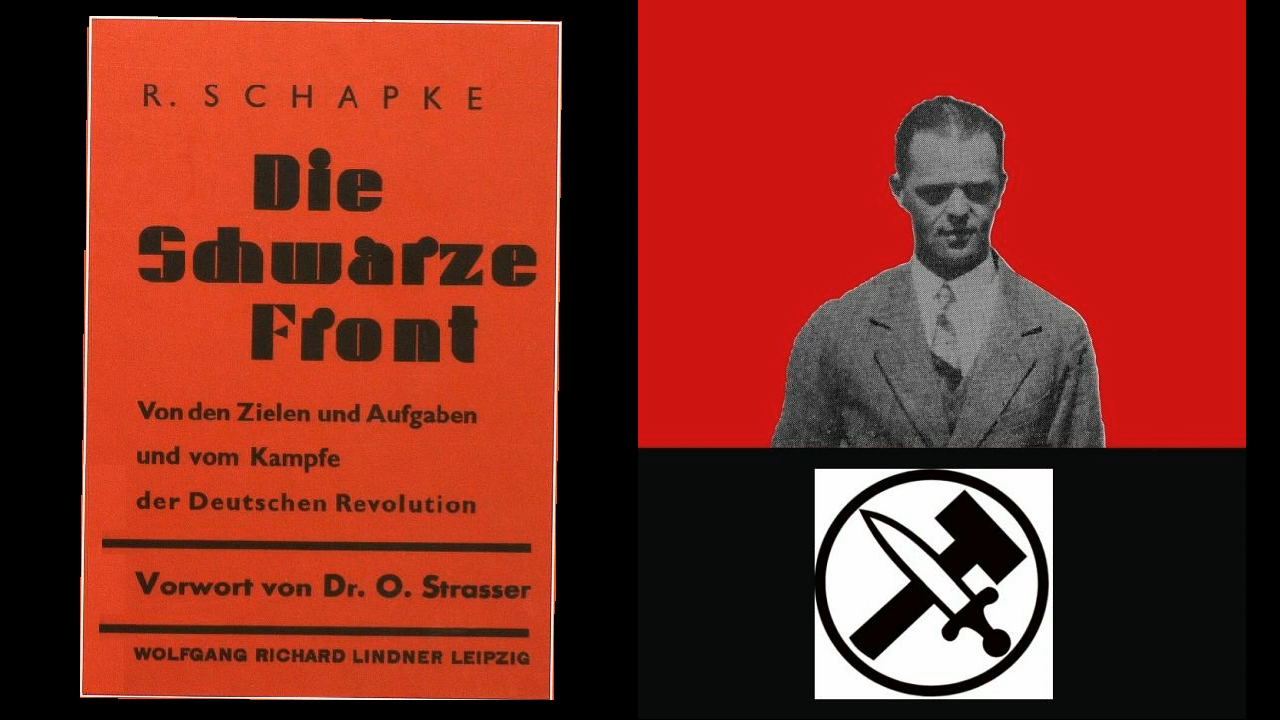 R. SCHAPKE
Die
Schwarze
Front
Von den Zielen und Aufgaben
und vom Kampfe
der Deutschen Revolution
Vorwort von Dr. O. Strasser
WOLFGANG RICHARD LINDNER LEIPZIG